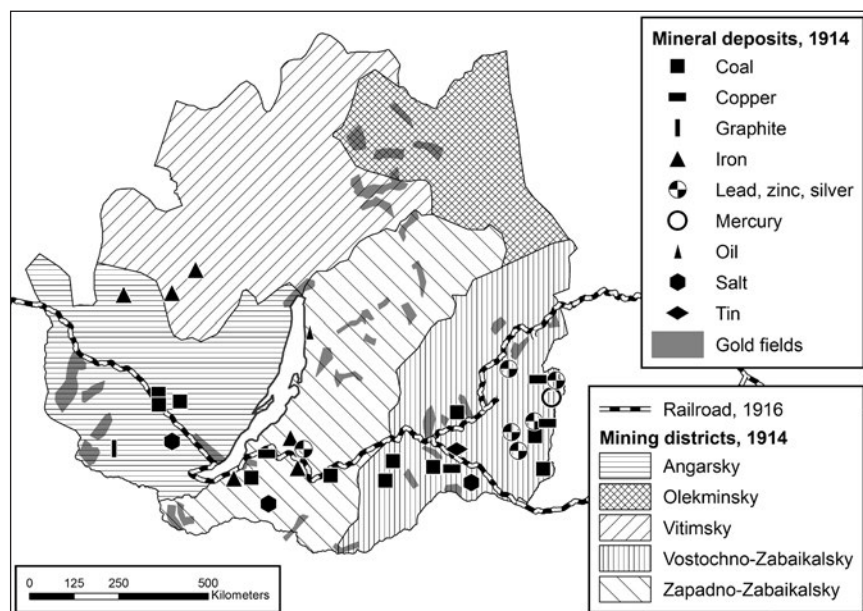 Mineral deposits, 1914
Coal
Copper
Graphite
Iron
Lead, zinc, silver
Mercury
Oil
Salt
Tin
Gold fields
Railroad, 1916
Mining districts, 1914
Angarsky
Olekminsky
Vitimsky
Vostochno-Zabaikalsky
Zapadno-Zabaikalsky
0 125 250 500
Kilometers